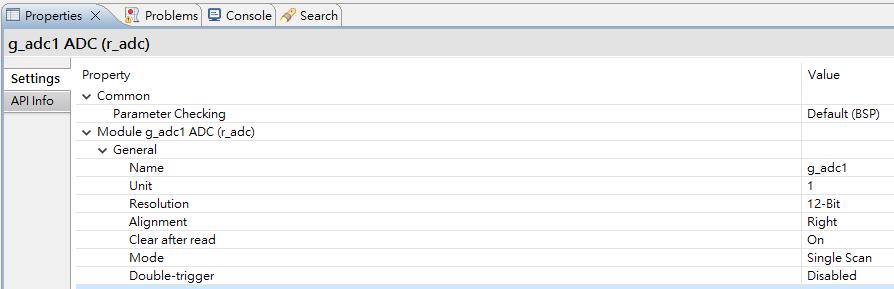 Properties Problems Console Search
g_adc1 ADC (r_adc)
Settings
API Info
Property Value
Common
Parameter Checking Default (BSP)
Module g_adc1 ADC (r_adc)
General
Name g_adc1
Unit 1
Resolution 12-Bit
Alignment Right
Clear after read On
Mode Single Scan
Double-trigger Disabled